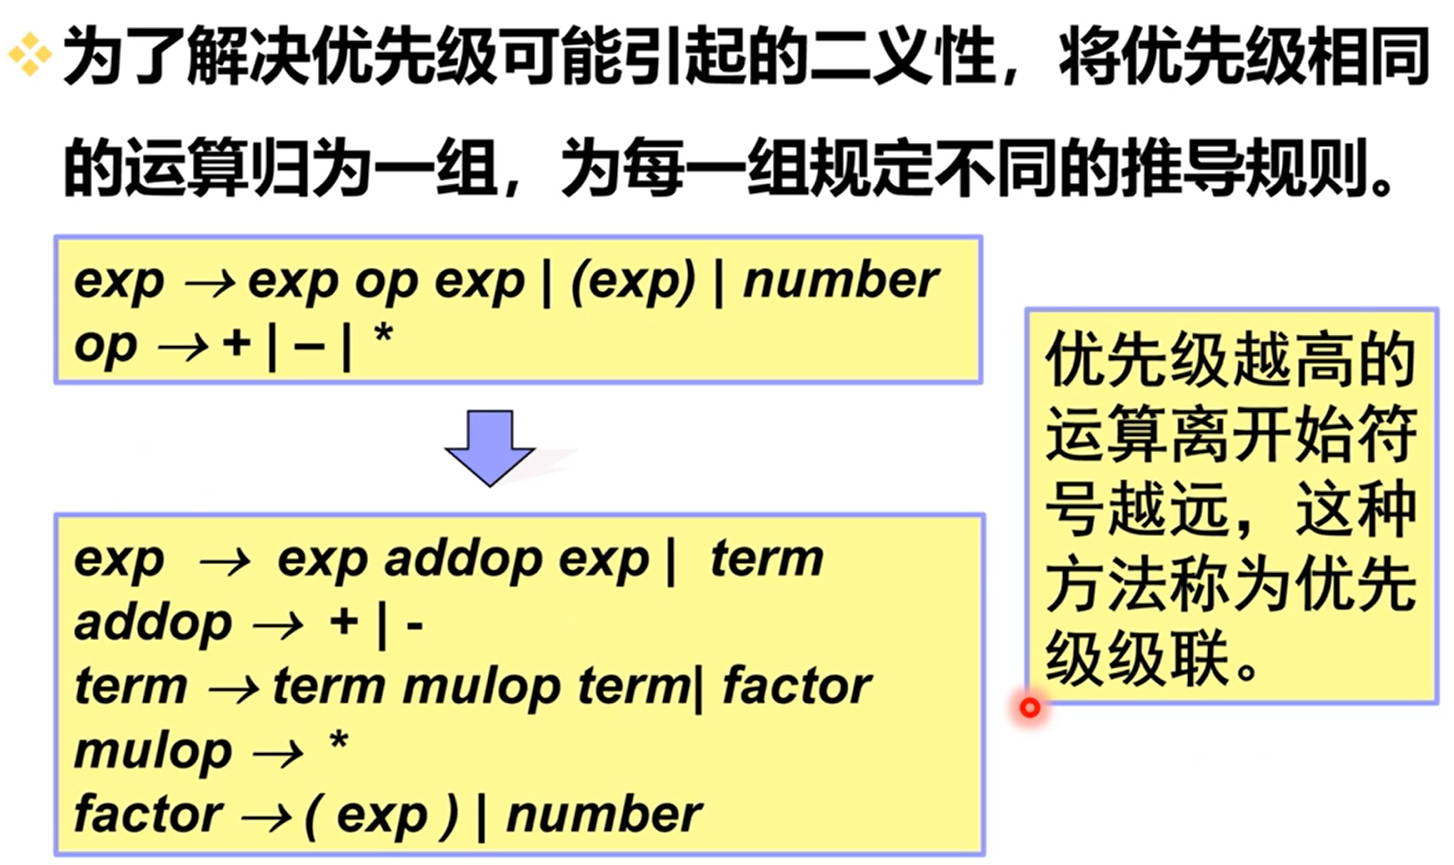 为了解决优先级可能引起的二义性，将优先级相同
的运算归为一组，为每一组规定不同的推导规则。
exp → exp op exp | (exp) | number
op → + | – | *
优先级越高的
运算离开始符
号越远，这种
方法称为优先
级级联。
exp → exp addop exp | term
addop → + | -
term → term mulop term| factor
mulop → *
factor → ( exp ) | number